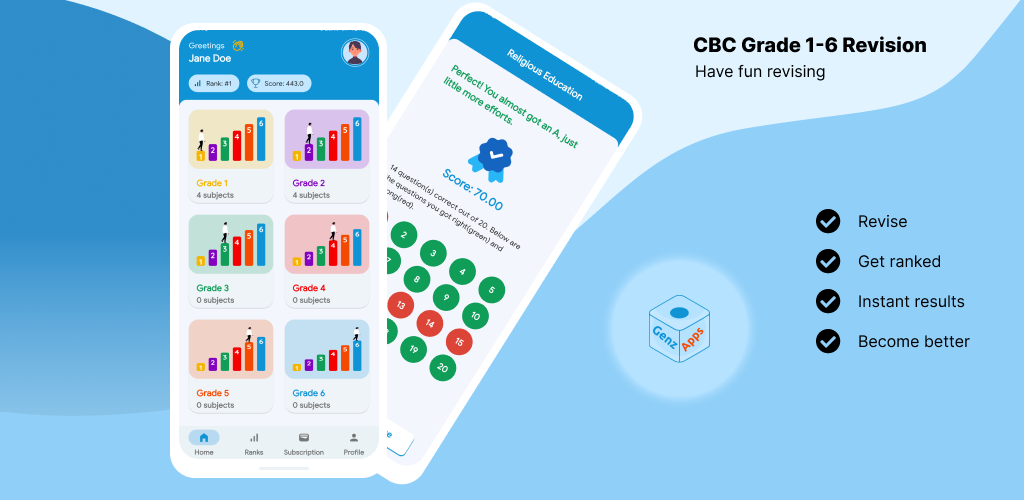 Greetings
Jane Doe
Rank: #1
Score: 443.0
1 2 3 4 5 6
Grade 1
4 subjects
1 2 3 4 5 6
Grade 2
4 subjects
1 2 3 4 5 6
Grade 3
0 subjects
1 2 3 4 5 6
Grade 4
0 subjects
1 2 3 4 5 6
Grade 5
0 subjects
1 2 3 4 5 6
Grade 6
0 subjects
Home
Ranks
Subscription
Profile
Religious Education
Perfect! You almost got an A, just
little more efforts.
Score: 70.00
14 question(s) correct out of 20. Below are
the questions you got right(green) and
2 3 4 5
8 9 10
13 14 15
19 20
CBC Grade 1-6 Revision
Have fun revising
Genz Apps
Revise
Get ranked
Instant results
Become better